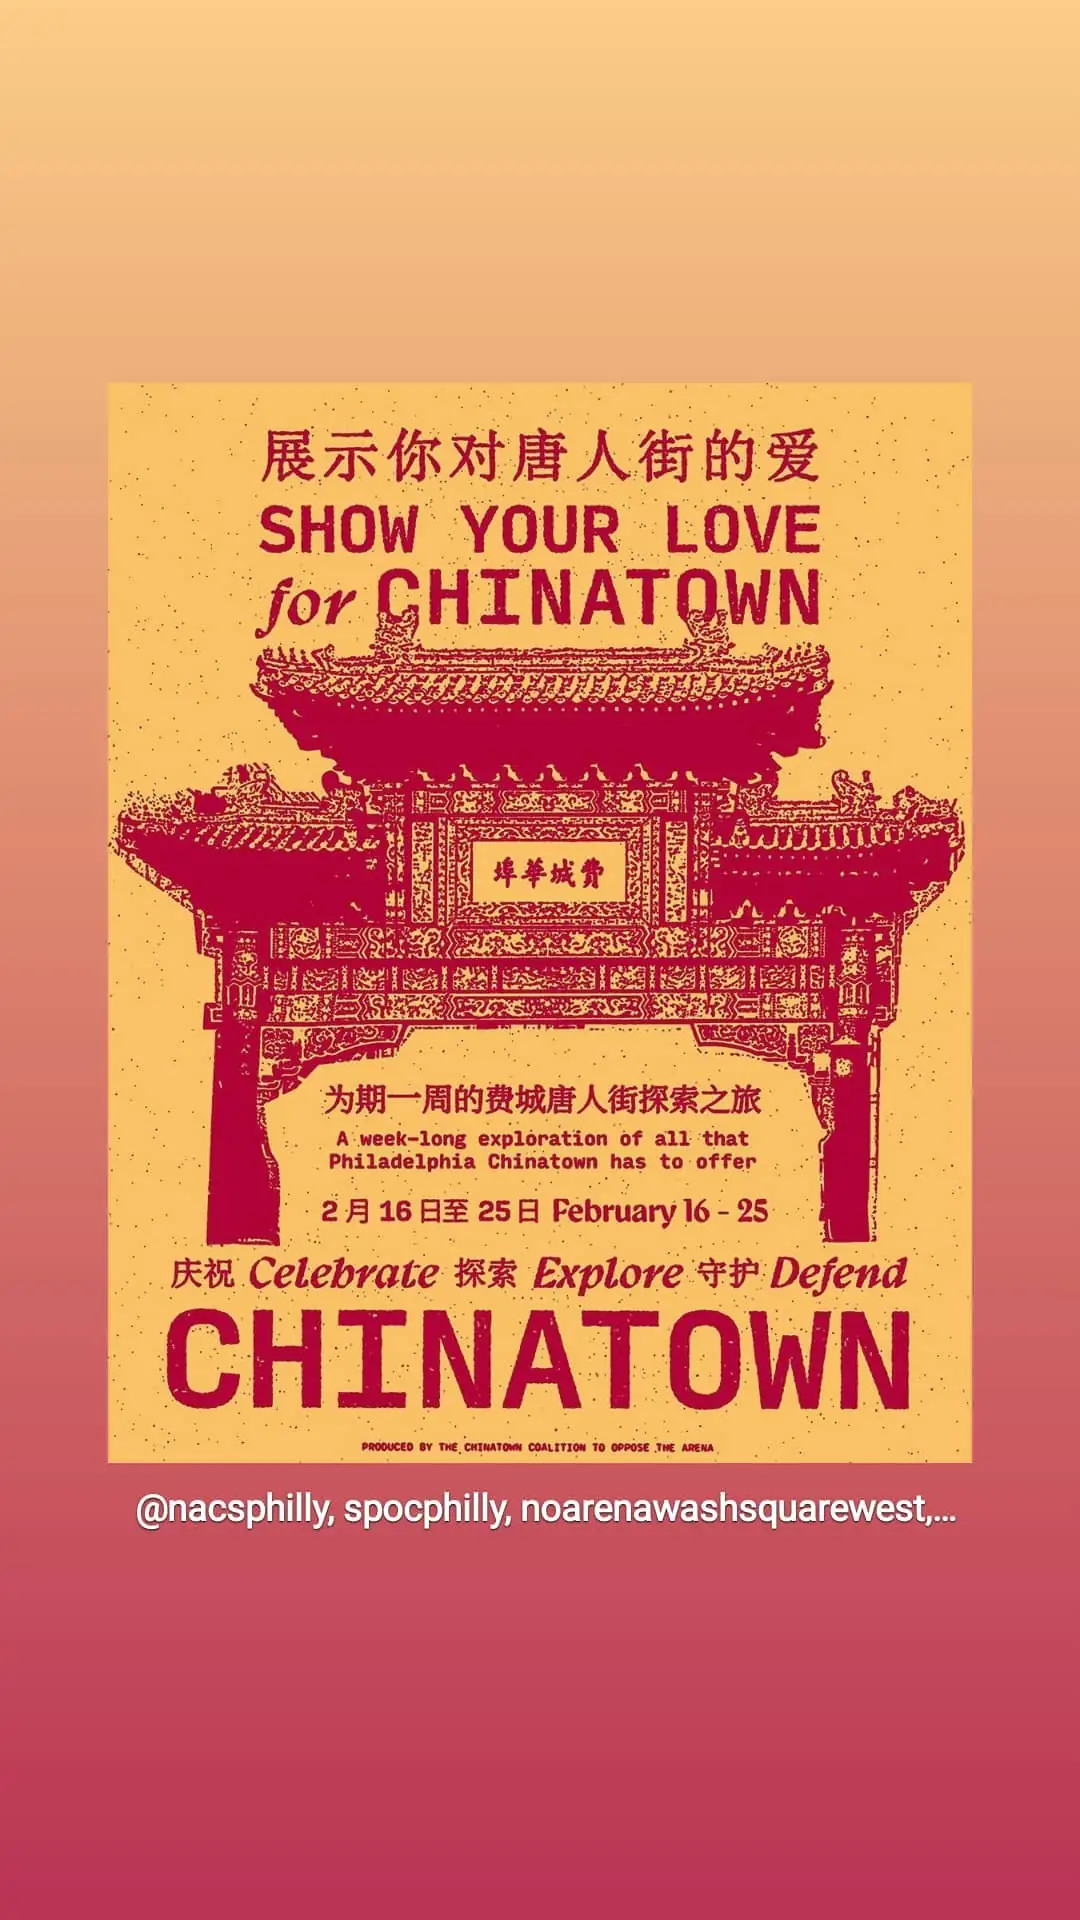 展示你对唐人街的爱
SHOW YOUR LOVE
for CHINATOWN
埠華城費
为期一周的费城唐人街探索之旅
A week-long exploration of all that
Philadelphia Chinatown has to offer
2月16日至25日 February 16 - 25
庆祝 Celebrate 探索 Explore 守护 Defend
CHINATOWN
PRODUCED BY THE CHINATOWN COALITION TO OPPOSE THE ARENA
@nacsphilly, spocphilly, noarenawashsquarewest,...